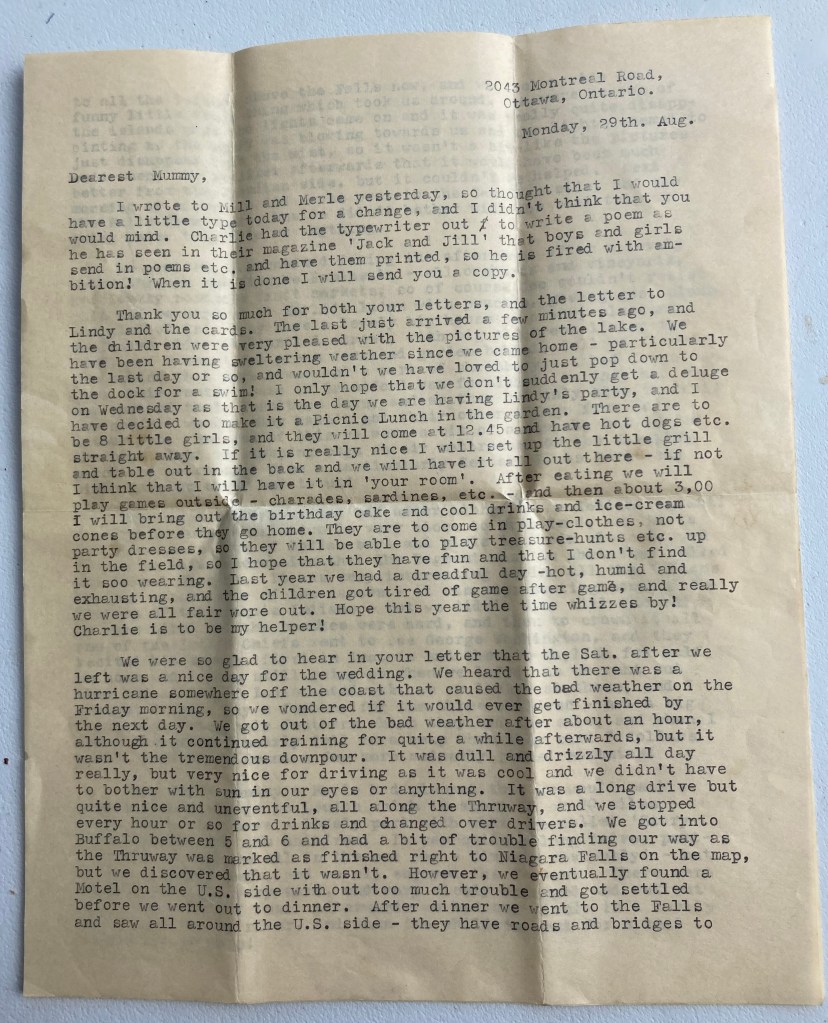 2043 Montreal Road,
Ottawa, Ontario.
Monday, 29th. Aug.
Dearest Mummy,
I wrote to Mill and Merle yesterday, so thought that I would
have a little type today for a change, and I didn't think that you
would mind. Charlie had the typewriter out to write a poem as
he has seen in their magazine 'Jack and Jill' that boys and girls
send in poems etc. and have them printed, so he is fired with am-
bition! When it is done I will send you a copy.
Thank you so much for both your letters, and the letter to
Lindy and the cards. The last just arrived a few minutes ago, and
the children were very pleased with the pictures of the lake. We
have been having sweltering weather since we came home - particularly
the last day or so, and wouldn't we have loved to just pop down to
the dock for a swim! I only hope that we don't suddenly get a deluge
on Wednesday as that is the day we are having Lindy's party, and I
have decided to make it a Picnic Lunch in the garden. There are to
be 8 little girls, and they will come at 12.45 and have hot dogs etc.
straight away. If it is really nice I will set up the little grill
and table out in the back and we will have it all out there - if not
I think that I will have it in 'your room'. After eating we will
play games outside - charades, sardines, etc. - and then about 3,00
I will bring out the birthday cake and cool drinks and ice-cream
cones before they go home. They are to come in play-clothes, not
party dresses, so they will be able to play treasure-hunts etc. up
in the field, so I hope that they have fun and that I don't find
it soo wearing. Last year we had a dreadful day -hot, humid and
exhausting, and the children got tired of game after game, and really
we were all fair wore out. Hope this year the time whizzes by!
Charlie is to be my helper!
We were so glad to hear in your letter that the Sat. after we
left was a nice day for the wedding. We heard that there was a
hurricane somewhere off the coast that caused the bad weather on the
Friday morning, so we wondered if it would ever get finished by
the next day. We got out of the bad weather after about an hour,
although it continued raining for quite a while afterwards, but it
wasn't the tremendous downpour. It was dull and drizzly all day
really, but very nice for driving as it was cool and we didn't have
to bother with sun in our eyes or anything. It was a long drive but
quite nice and uneventful, all along the Thruway, and we stopped
every hour or so for drinks and changed over drivers. We got into
Buffalo between 5 and 6 and had a bit of trouble finding our way as
the Thruway was marked as finished right to Niagara Falls on the map,
but we discovered that it wasn't. However, we eventually found a
Motel on the U.S. side without too much trouble and got settled
before we went out to dinner. After dinner we went to the Falls
and saw all around the U.S. side - they have roads and bridges to